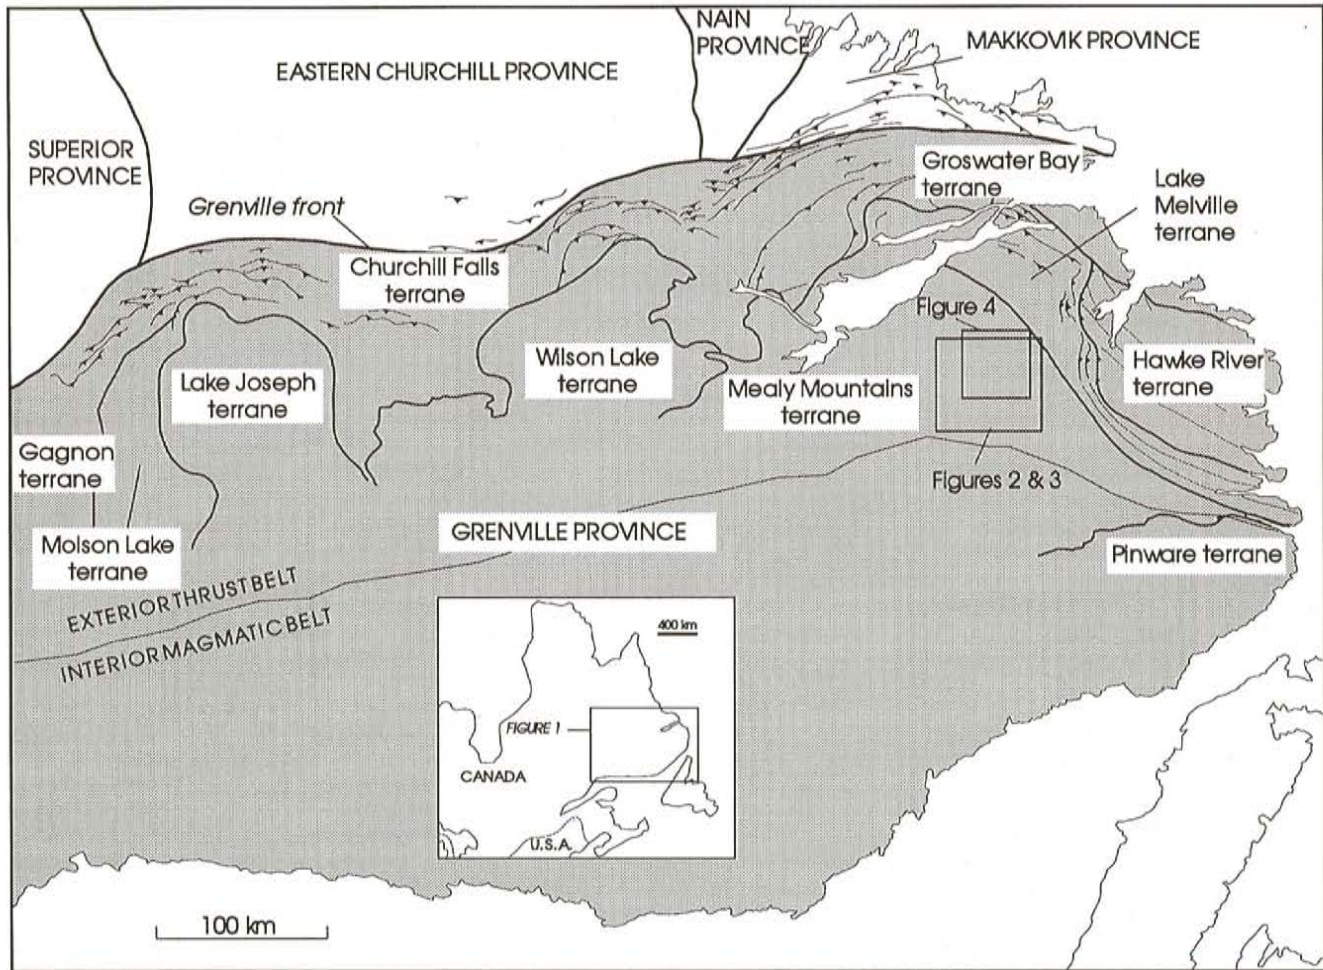 NAIN
PROVINCE
MAKKOVIK PROVINCE
EASTERN CHURCHILL PROVINCE
SUPERIOR
PROVINCE
Groswater Bay
terrane
Lake
Melville
terrane
Grenville front
Churchill Falls
terrane
Figure 4
Wilson Lake
terrane
Hawke River
terrane
Lake Joseph
terrane
Mealy Mountains
terrane
Gagnon
terrane
Figures 2 & 3
GRENVILLE PROVINCE
Molson Lake
terrane
Pinware terrane
EXTERIOR THRUST BELT
INTERIOR MAGMATIC BELT
400 km
FIGURE 1
CANADA
U.S.A.
100 km